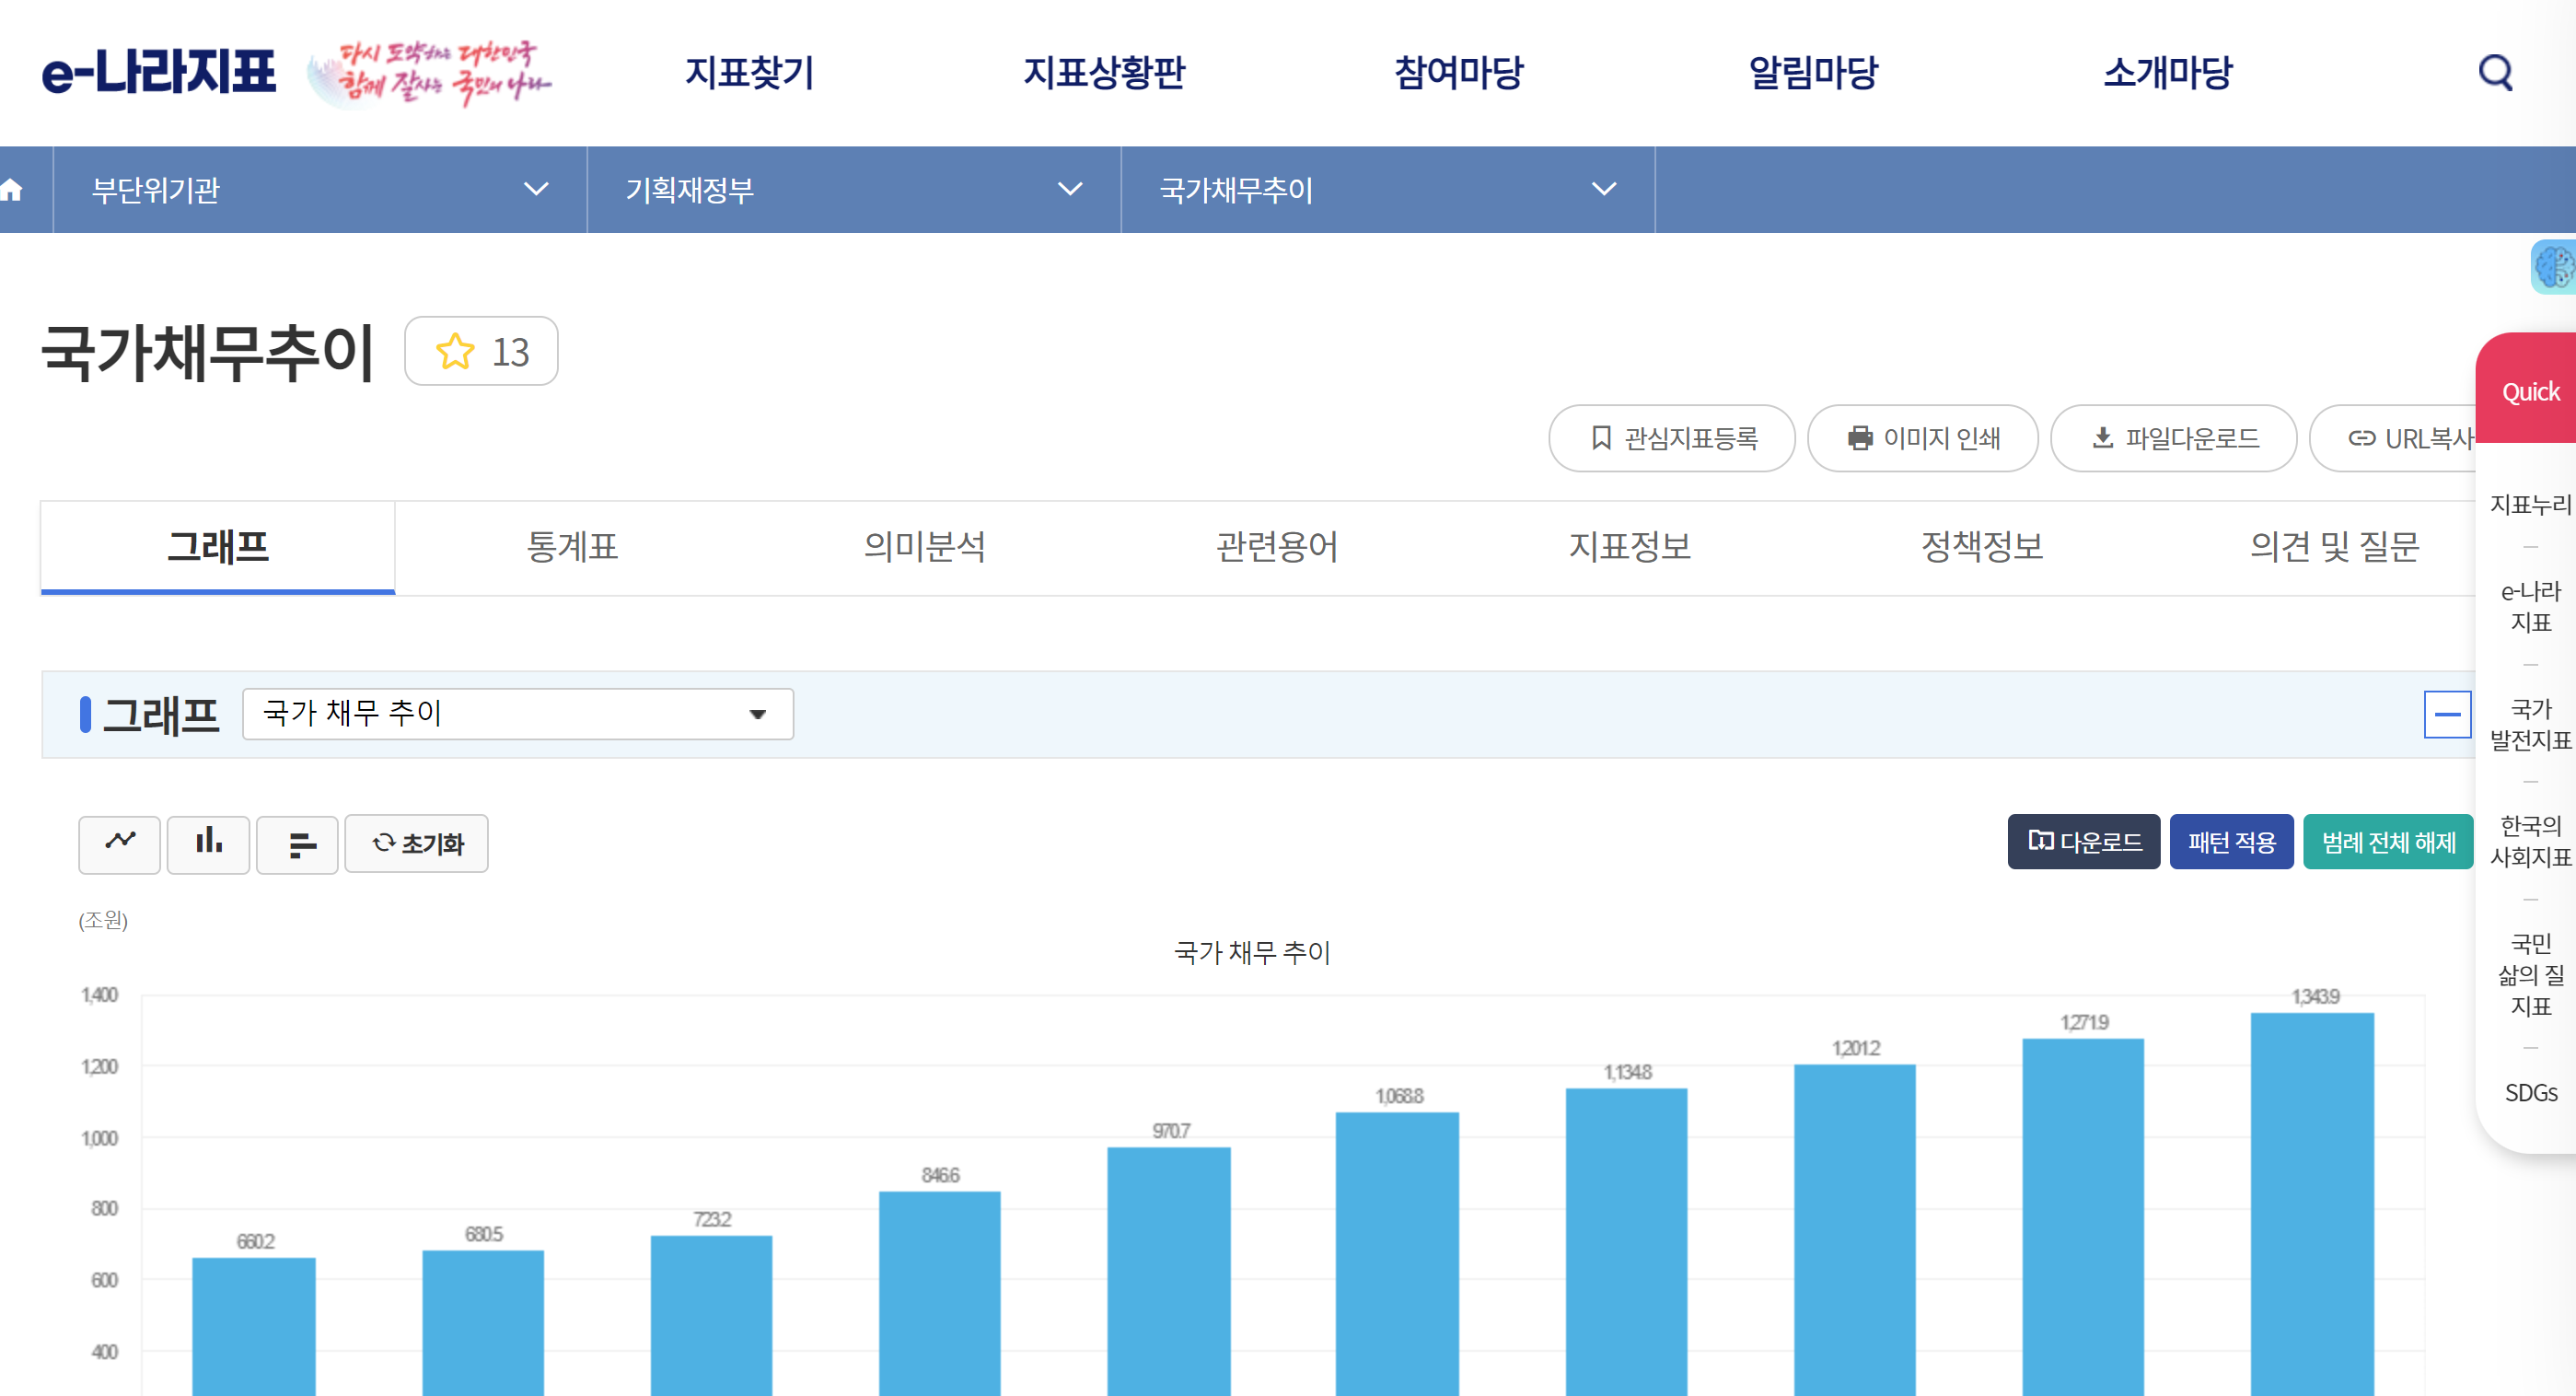 e-나라지표
다시 도약하는 대한민국
함께 잘사는 국민의 나라
지표찾기 지표상황판 참여마당 알림마당 소개마당
부단위기관 기획재정부 국가채무추이
국가채무추이 13
Quick
관심지표등록 이미지 인쇄 파일다운로드 URL복사
지표누리
그래프 통계표 의미분석 관련용어 지표정보 정책정보 의견 및 질문
e-나라
지표
그래프 국가 채무 추이
국가
발전지표
초기화 다운로드 패턴 적용 범례 전체 해제
한국의
사회지표
(조원)
국가 채무 추이
국민
삶의 질
지표
SDGs
1,400
1,200
1,000
800
600
400
660.2 680.5 723.2 846.6 970.7 1,068.8 1,134.8 1,201.2 1,271.9 1,343.9